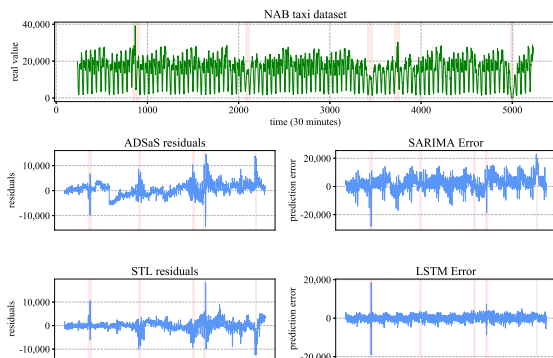 NAB taxi dataset
real value
40,000
20,000
0
0 1000 2000 3000 4000 5000
time (30 minutes)
ADSaS residuals
residuals
10,000
0
-10,000
SARIMA Error
prediction error
20,000
0
-20,000
STL residuals
residuals
10,000
0
-10,000
LSTM Error
prediction error
20,000
0
-20,000